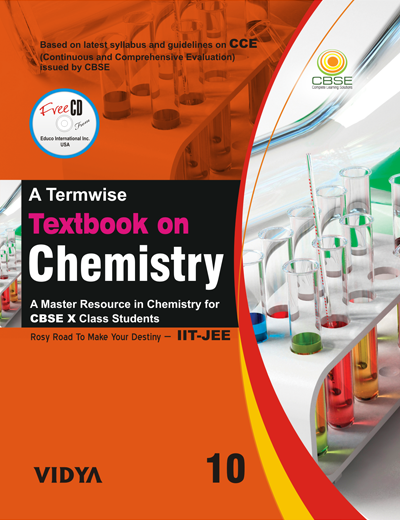 Based on latest syllabus and guidelines on CCE
(Continuous and Comprehensive Evaluation)
issued by CBSE
CBSE
Complete Learning Solutions
Free CD
From
Educo International Inc.
USA
A Termwise
Textbook on
Chemistry
A Master Resource in Chemistry for
CBSE X Class Students
Rosy Road To Make Your Destiny – IIT-JEE
VIDYA
10